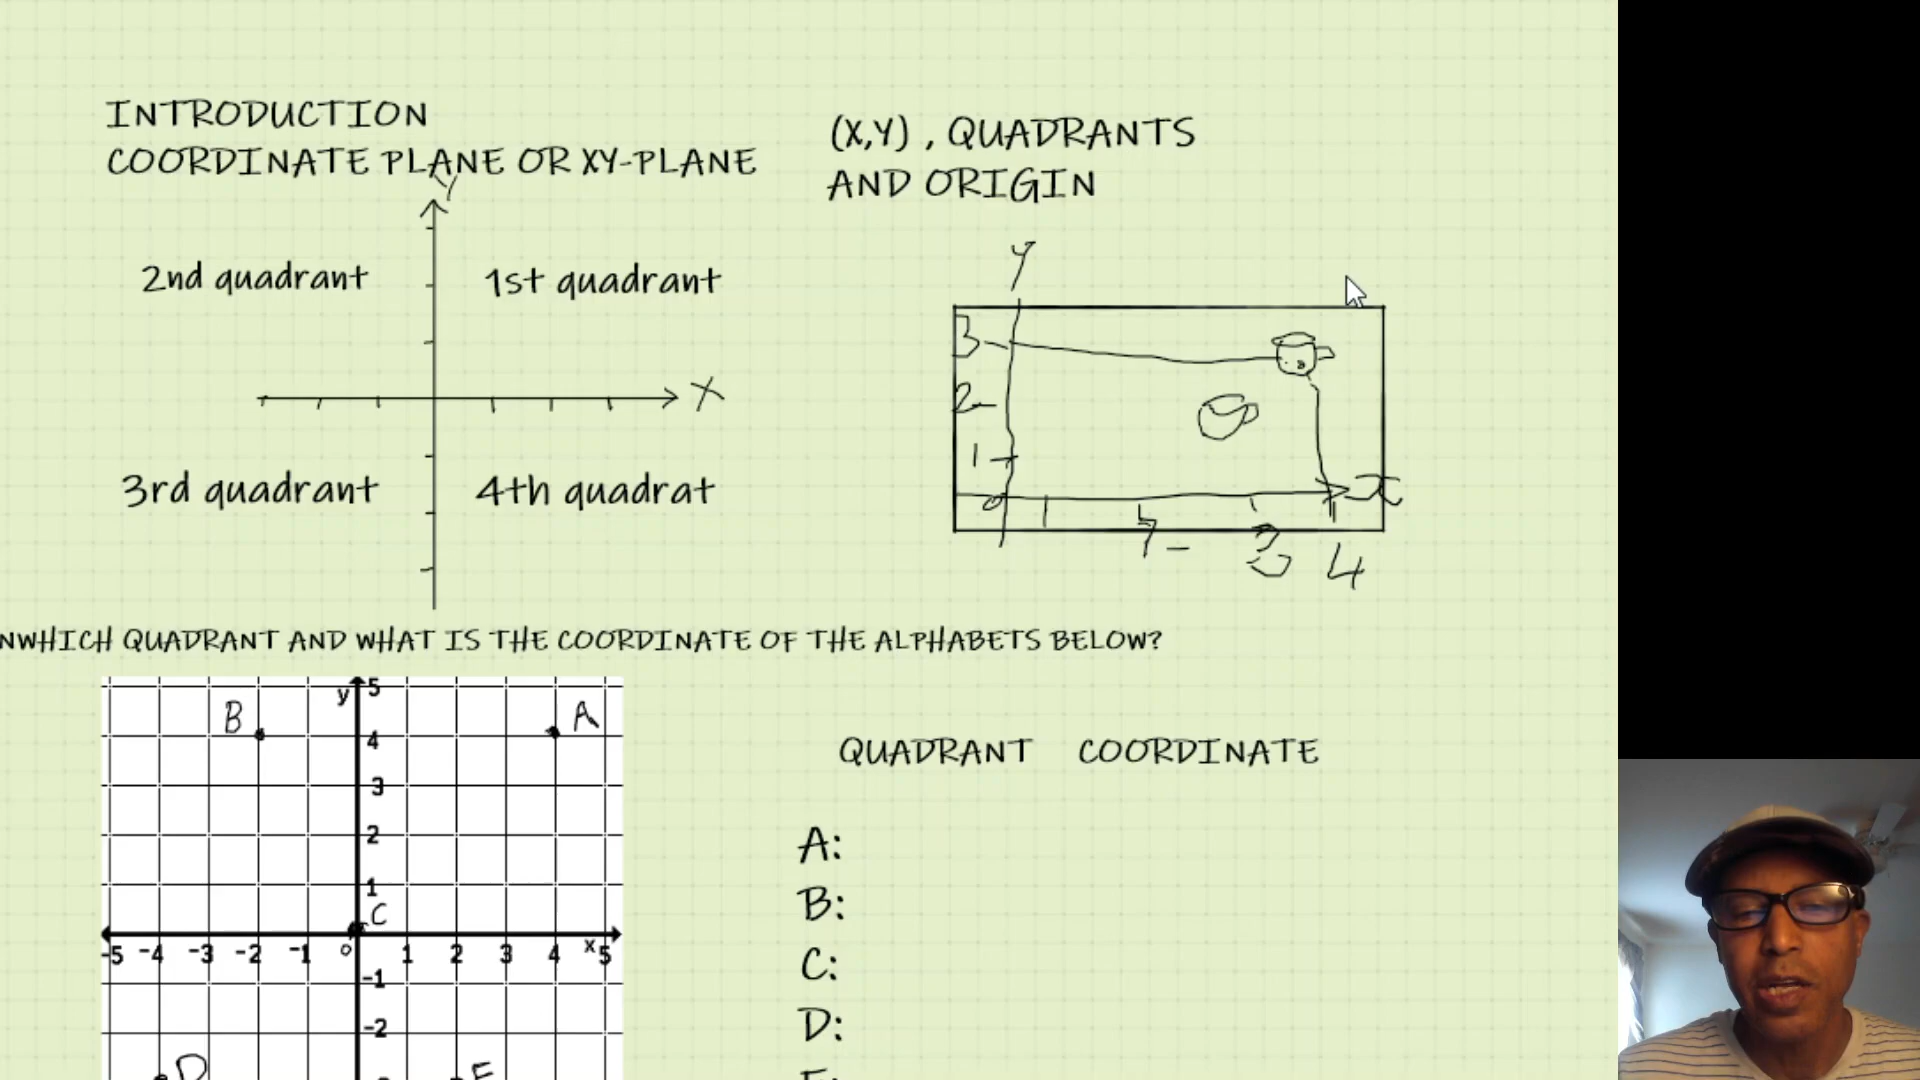 INTRODUCTION
COORDINATE PLANE OR XY-PLANE
(X,Y) , QUADRANTS
AND ORIGIN
Y
2nd quadrant
1st quadrant
X
3rd quadrant
4th quadrat
Y
3
2
1
0
x
3
4
NWHICH QUADRANT AND WHAT IS THE COORDINATE OF THE ALPHABETS BELOW?
y 5
B
A
4
3
2
1
C
-5 -4 -3 -2 -1 0 1 2 3 4 x 5
-1
-2
D
E
QUADRANT COORDINATE
A:
B:
C:
D: